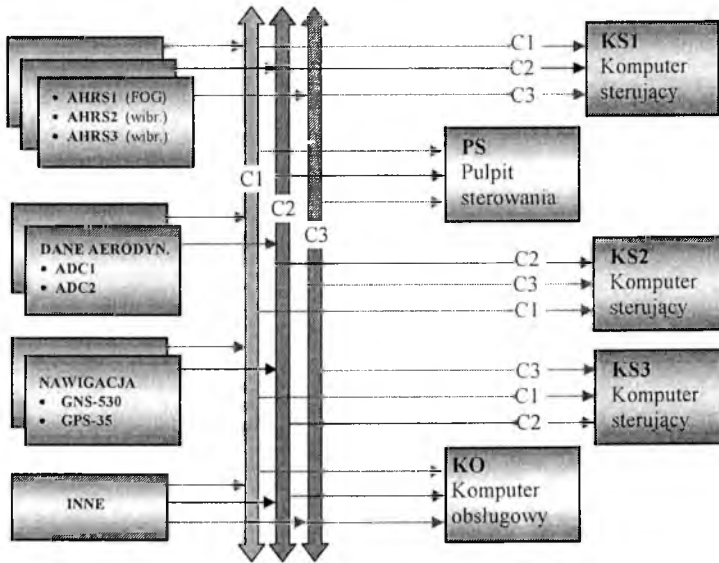 • AHRS1 (FOG)
• AHRS2 (wibr.)
• AHRS3 (wibr.)
DANE AERODYN.
• ADC1
• ADC2
NAWIGACJA
• GNS-530
• GPS-35
INNE
C1
C2
C3
C1
C2
C3
KS1
Komputer
sterujący
PS
Pulpit
sterowania
C2
C3
C1
KS2
Komputer
sterujący
C3
C1
C2
KS3
Komputer
sterujący
KO
Komputer
obsługowy